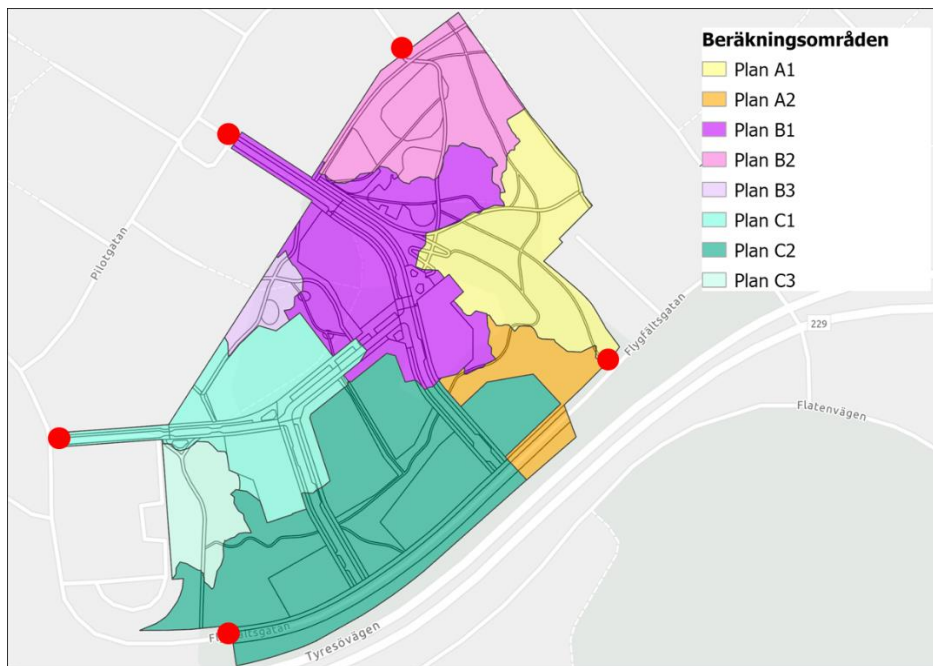 Beräkningsområden
Plan A1
Plan A2
Plan B1
Plan B2
Plan B3
Plan C1
Plan C2
Plan C3
Pilotgatan
Flygfältsgatan
229
Flatenvägen
Flygfältsgatan
Tyresövägen